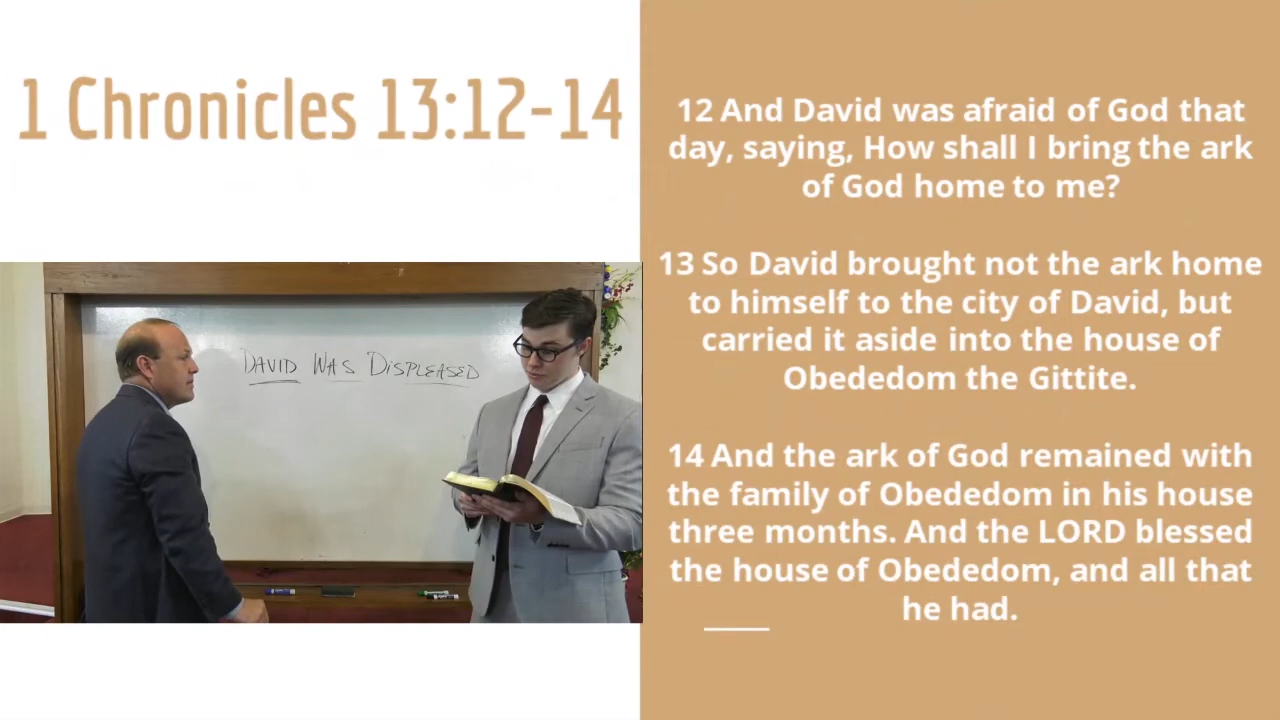 1 Chronicles 13:12-14
DAVID WAS DISPLEASED
12 And David was afraid of God that
day, saying, How shall I bring the ark
of God home to me?
13 So David brought not the ark home
to himself to the city of David, but
carried it aside into the house of
Obededom the Gittite.
14 And the ark of God remained with
the family of Obededom in his house
three months. And the LORD blessed
the house of Obededom, and all that
he had.